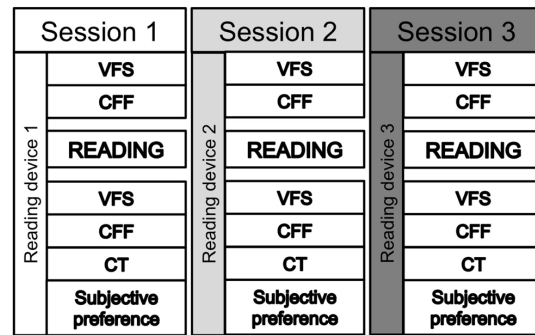 Session 1
Reading device 1
VFS
CFF
READING
VFS
CFF
CT
Subjective
preference
Session 2
Reading device 2
VFS
CFF
READING
VFS
CFF
CT
Subjective
preference
Session 3
Reading device 3
VFS
CFF
READING
VFS
CFF
CT
Subjective
preference